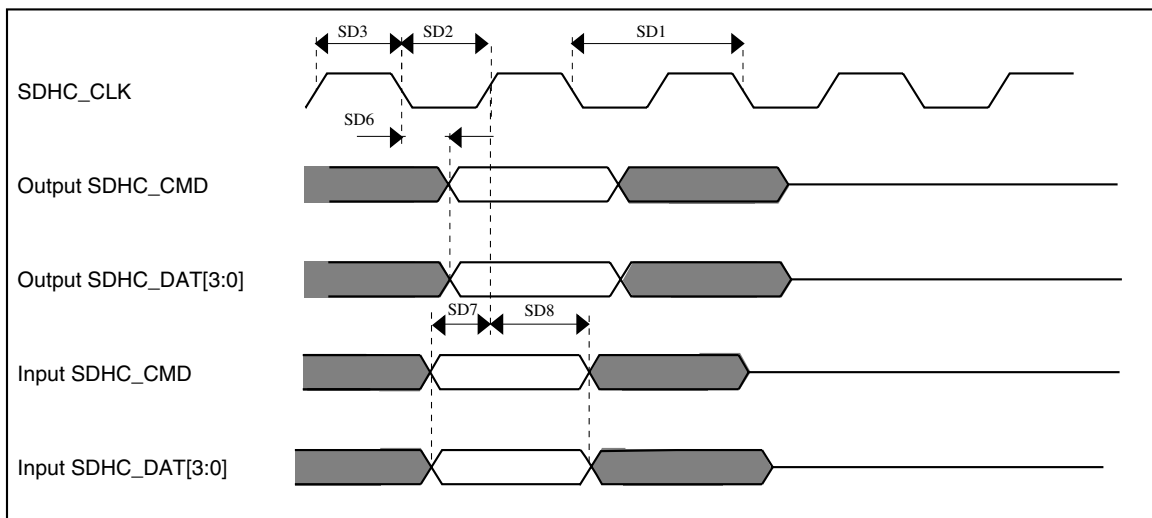 SD3 SD2 SD1
SDHC_CLK
SD6
Output SDHC_CMD
Output SDHC_DAT[3:0]
SD7 SD8
Input SDHC_CMD
Input SDHC_DAT[3:0]